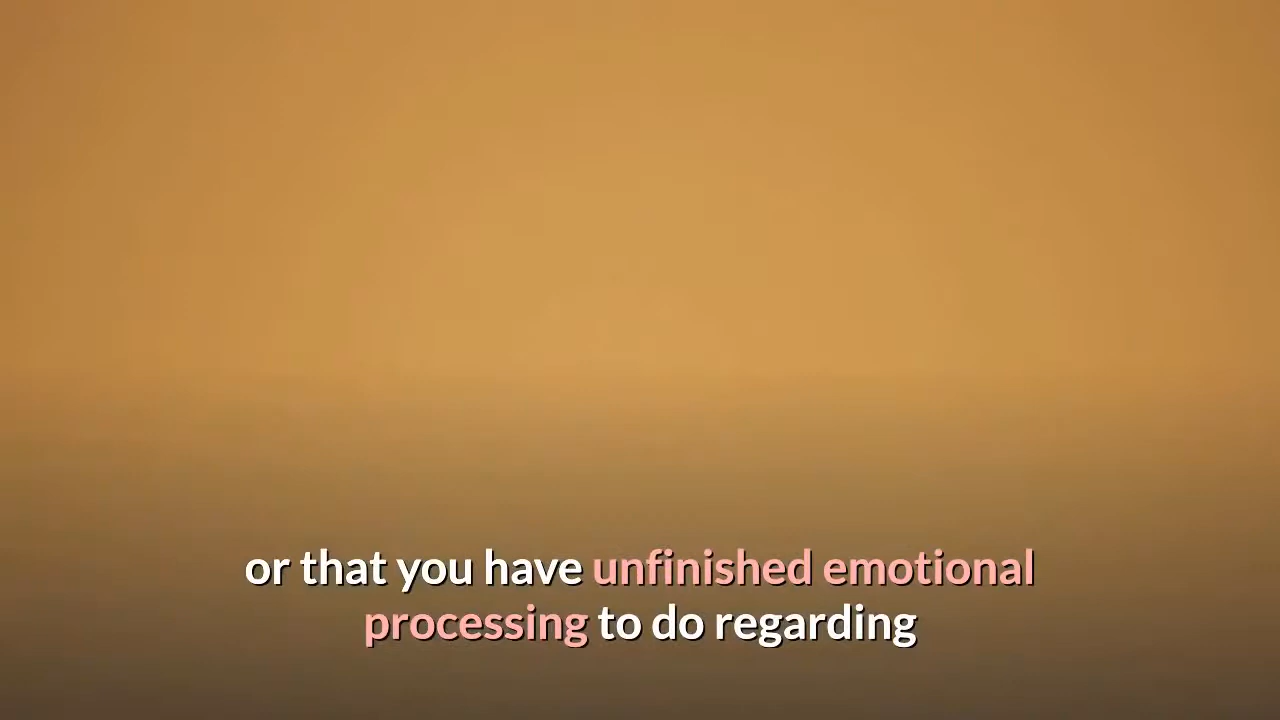 or that you have unfinished emotional
processing to do regarding